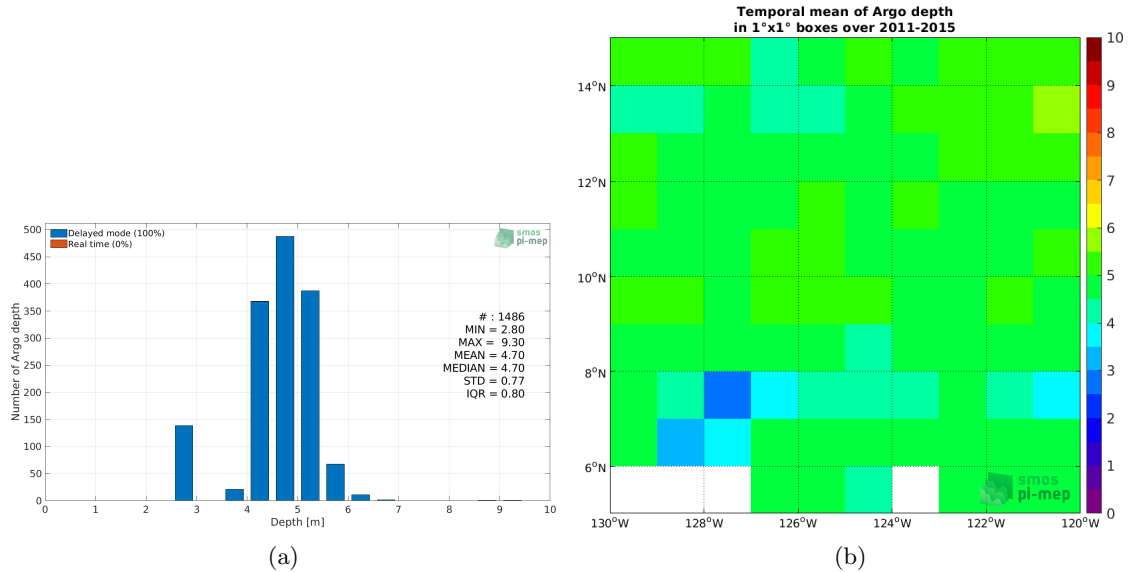 Delayed mode (100%)
Real time (0%)
smos
pi-mep
# : 1486
MIN = 2.80
MAX =  9.30
MEAN = 4.70
MEDIAN = 4.70
STD = 0.77
IQR = 0.80
Number of Argo depth
500
450
400
350
300
250
200
150
100
50
0
0 1 2 3 4 5 6 7 8 9 10
Depth [m]
(a)
Temporal mean of Argo depth
in 1°x1° boxes over 2011-2015
14°N
12°N
10°N
8°N
6°N
130°W 128°W 126°W 124°W 122°W 120°W
smos
pi-mep
10
9
8
7
6
5
4
3
2
1
0
(b)